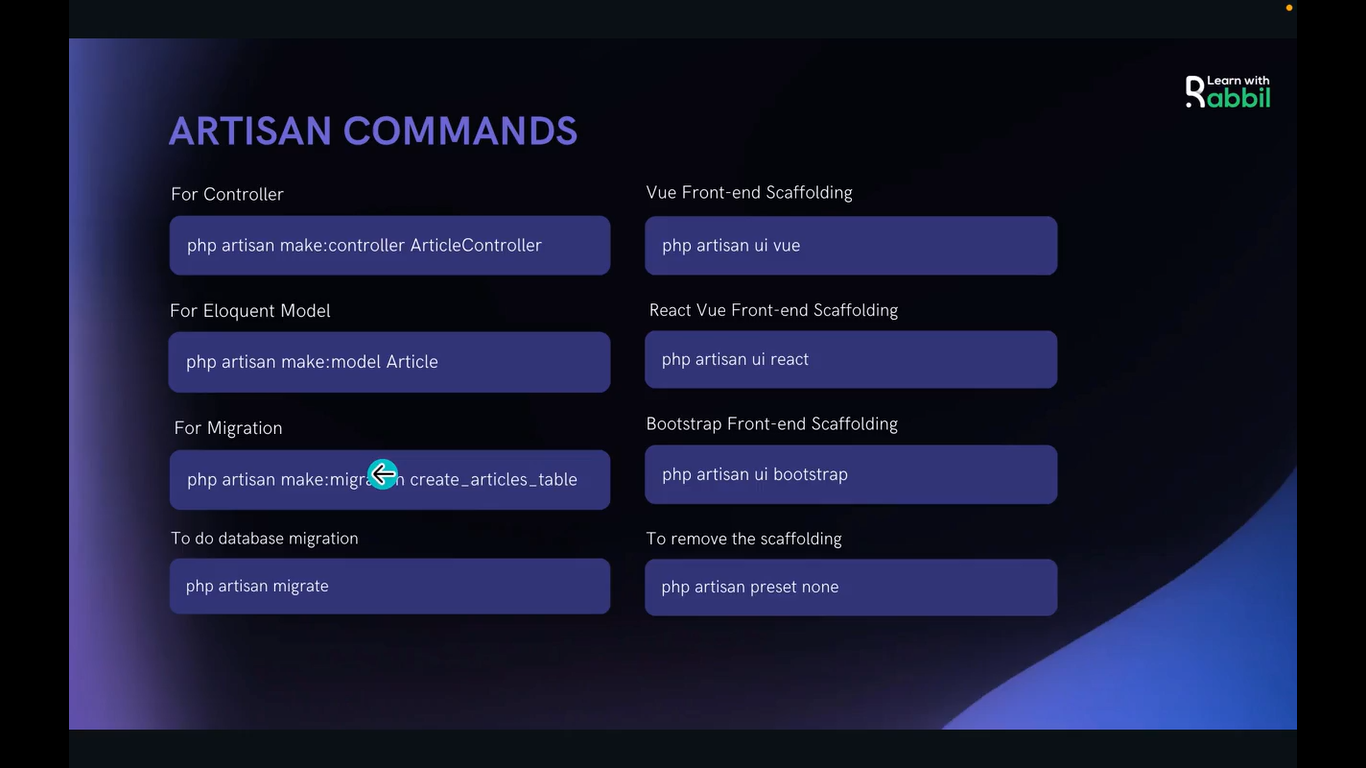 Learn with
Rabbil
ARTISAN COMMANDS
For Controller
php artisan make:controller ArticleController
For Eloquent Model
php artisan make:model Article
For Migration
php artisan create_articles_table
To do database migration
php artisan migrate
Vue Front-end Scaffolding
php artisan ui vue
React Vue Front-end Scaffolding
php artisan ui react
Bootstrap Front-end Scaffolding
php artisan ui bootstrap
To remove the scaffolding
php artisan preset none